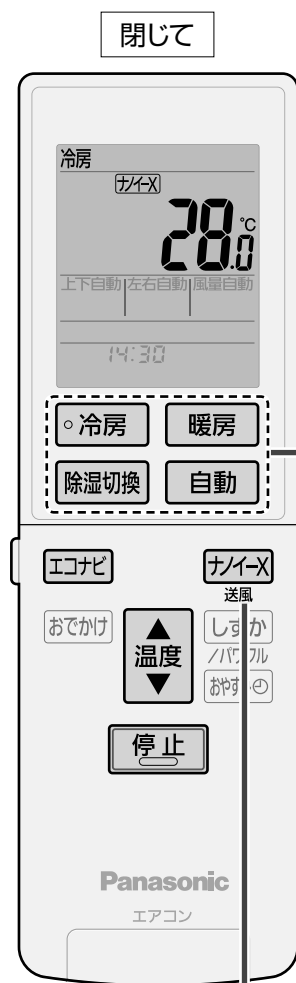 閉じて
冷房
ナノイーX
28.0℃
上下自動 左右自動 風量自動
14:30
冷房 暖房
除湿切換 自動
エコナビ ナノイーX
送風
おでかけ 温度 しずか
／パワフル
おやすみ
停止
Panasonic
エアコン